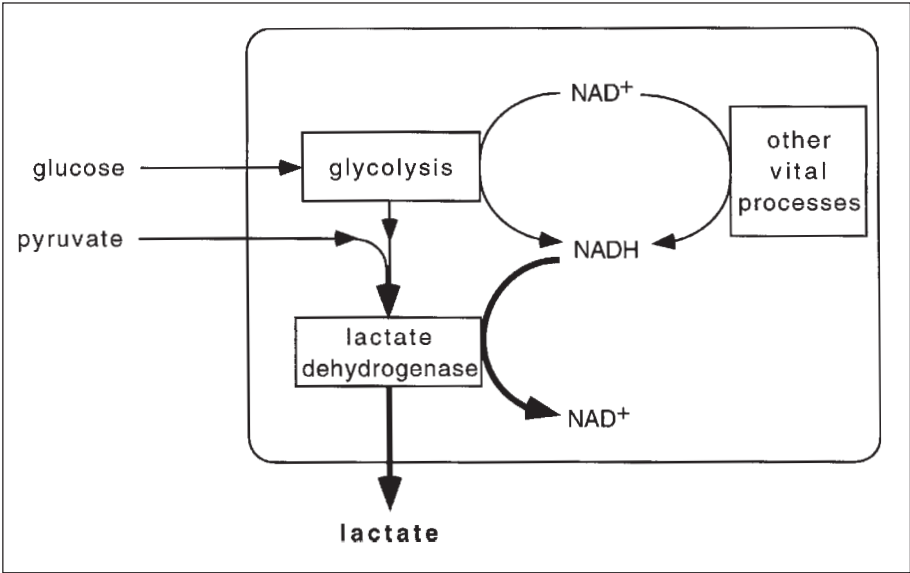 NAD+
other
vital
processes
glucose
glycolysis
pyruvate
NADH
lactate
dehydrogenase
NAD+
lactate